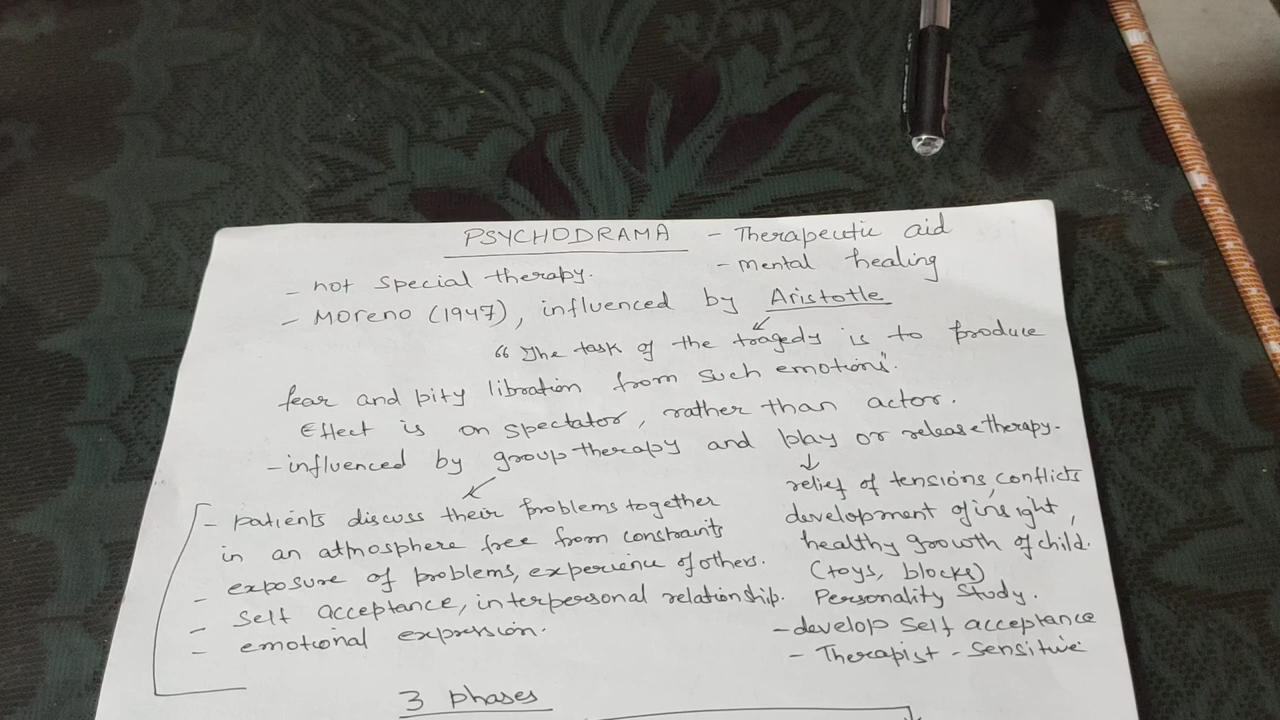 PSYCHODRAMA - Therapeutic aid
- mental healing
- not special therapy.
- Moreno (1947), influenced by Aristotle
"The task of the tragedy is to produce
fear and pity libration from such emotions".
Effect is on spectator, rather than actor.
- influenced by group therapy and play or release therapy.
- patients discuss their problems together
in an atmosphere free from constraints
- exposure of problems, experience of others.
- self acceptance, interpersonal relationship.
- emotional expression.
relief of tensions, conflicts
development of insight,
healthy growth of child.
(toys, blocks)
Personality Study.
- develop self acceptance
- Therapist - sensitive
3 phases